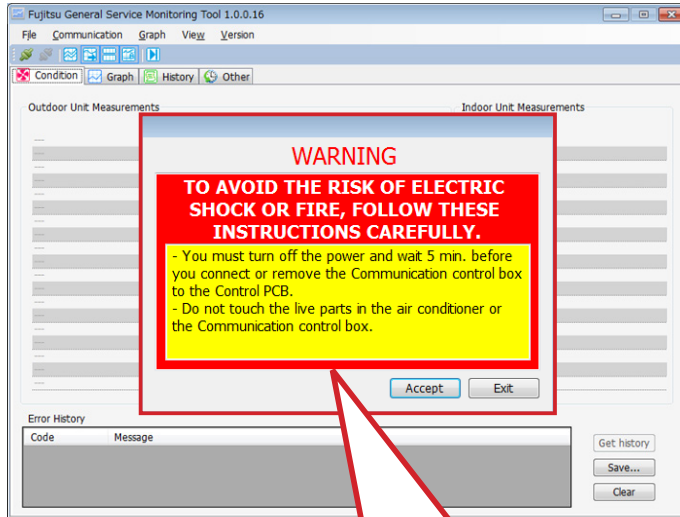 Fujitsu General Service Monitoring Tool 1.0.0.16
File Communication Graph View Version
Condition Graph History Other
Outdoor Unit Measurements Indoor Unit Measurements
WARNING
TO AVOID THE RISK OF ELECTRIC
SHOCK OR FIRE, FOLLOW THESE
INSTRUCTIONS CAREFULLY.
- You must turn off the power and wait 5 min. before
you connect or remove the Communication control box
to the Control PCB.
- Do not touch the live parts in the air conditioner or
the Communication control box.
Accept Exit
Error History
Code Message
Get history
Save...
Clear